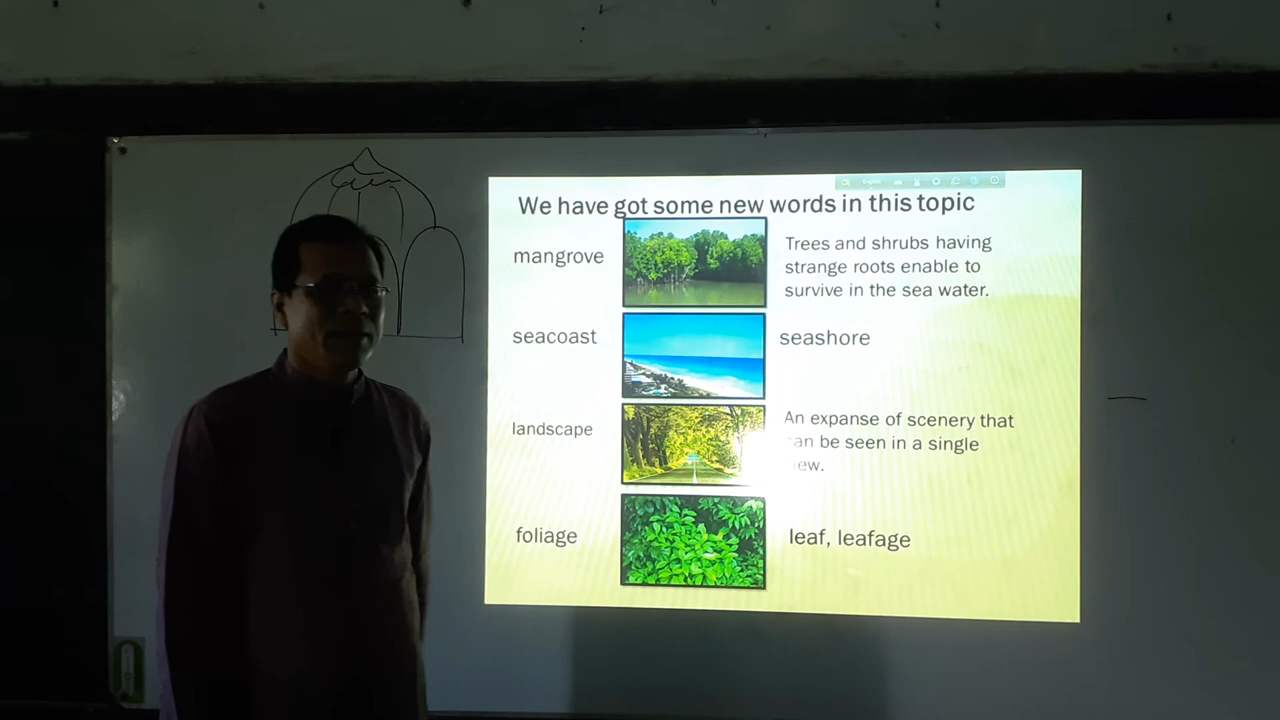 We have got some new words in this topic
mangrove
Trees and shrubs having
strange roots enable to
survive in the sea water.
seacoast
seashore
landscape
An expanse of scenery that
an be seen in a single
ew.
foliage
leaf, leafage